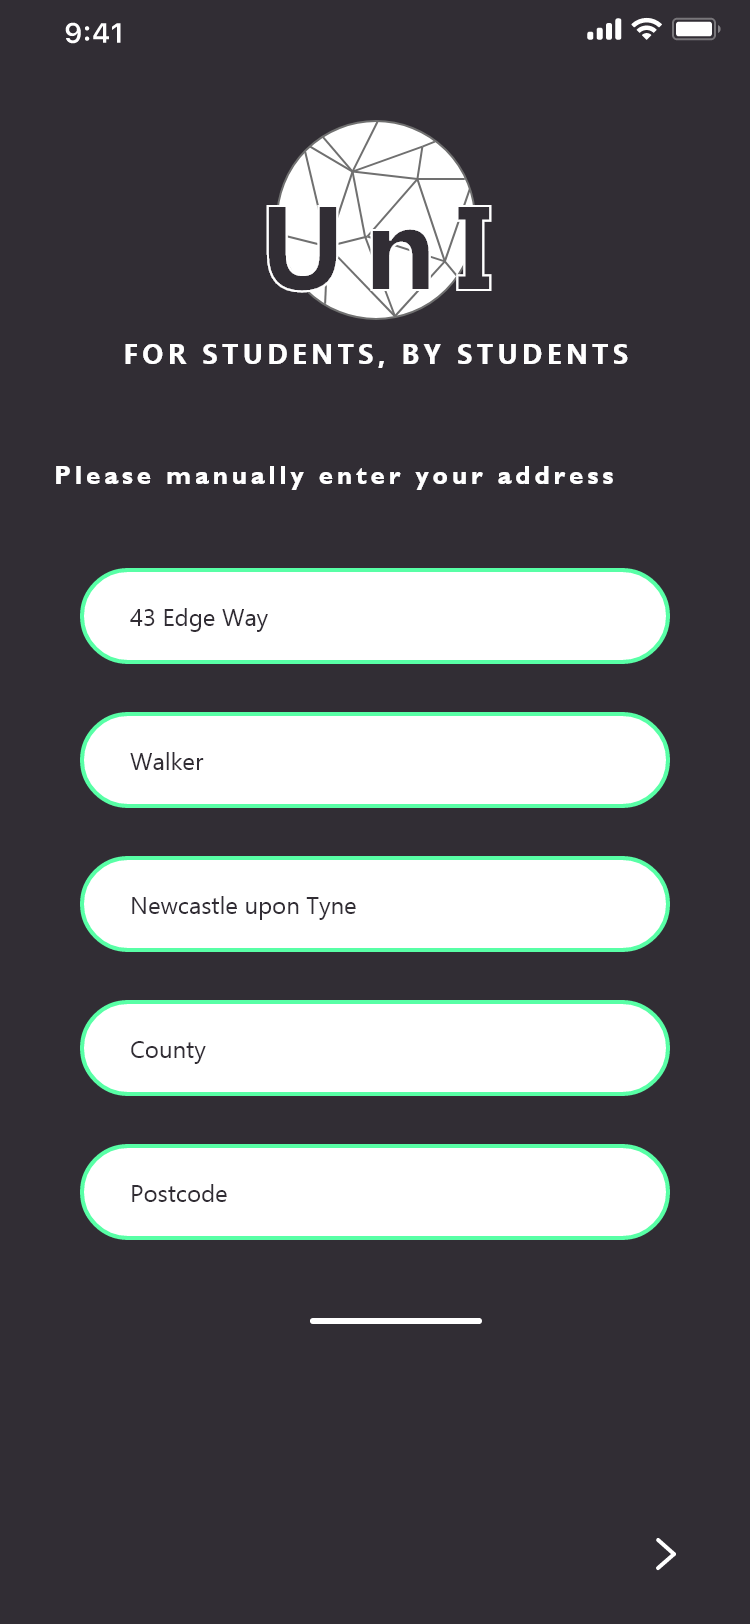 9:41
UnI
FOR STUDENTS, BY STUDENTS
Please manually enter your address
43 Edge Way
Walker
Newcastle upon Tyne
County
Postcode